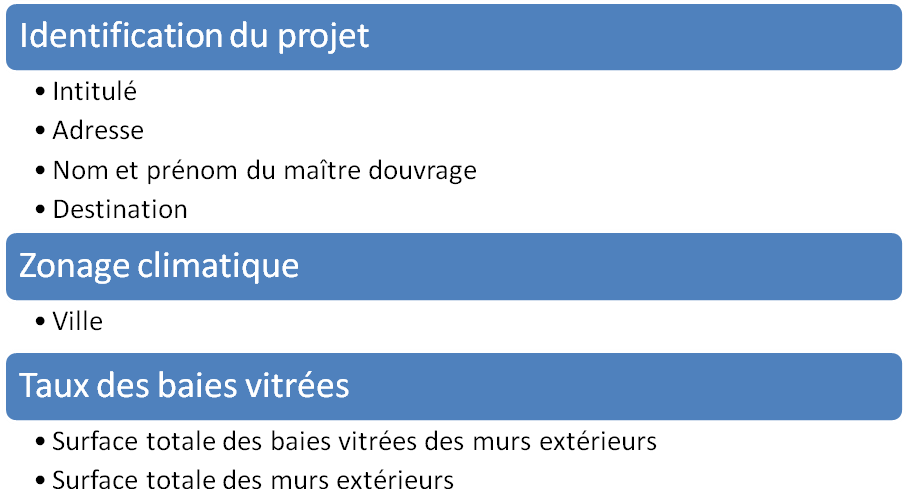 Identification du projet
• Intitulé
• Adresse
• Nom et prénom du maître douvrage
• Destination
Zonage climatique
• Ville
Taux des baies vitrées
• Surface totale des baies vitrées des murs extérieurs
• Surface totale des murs extérieurs